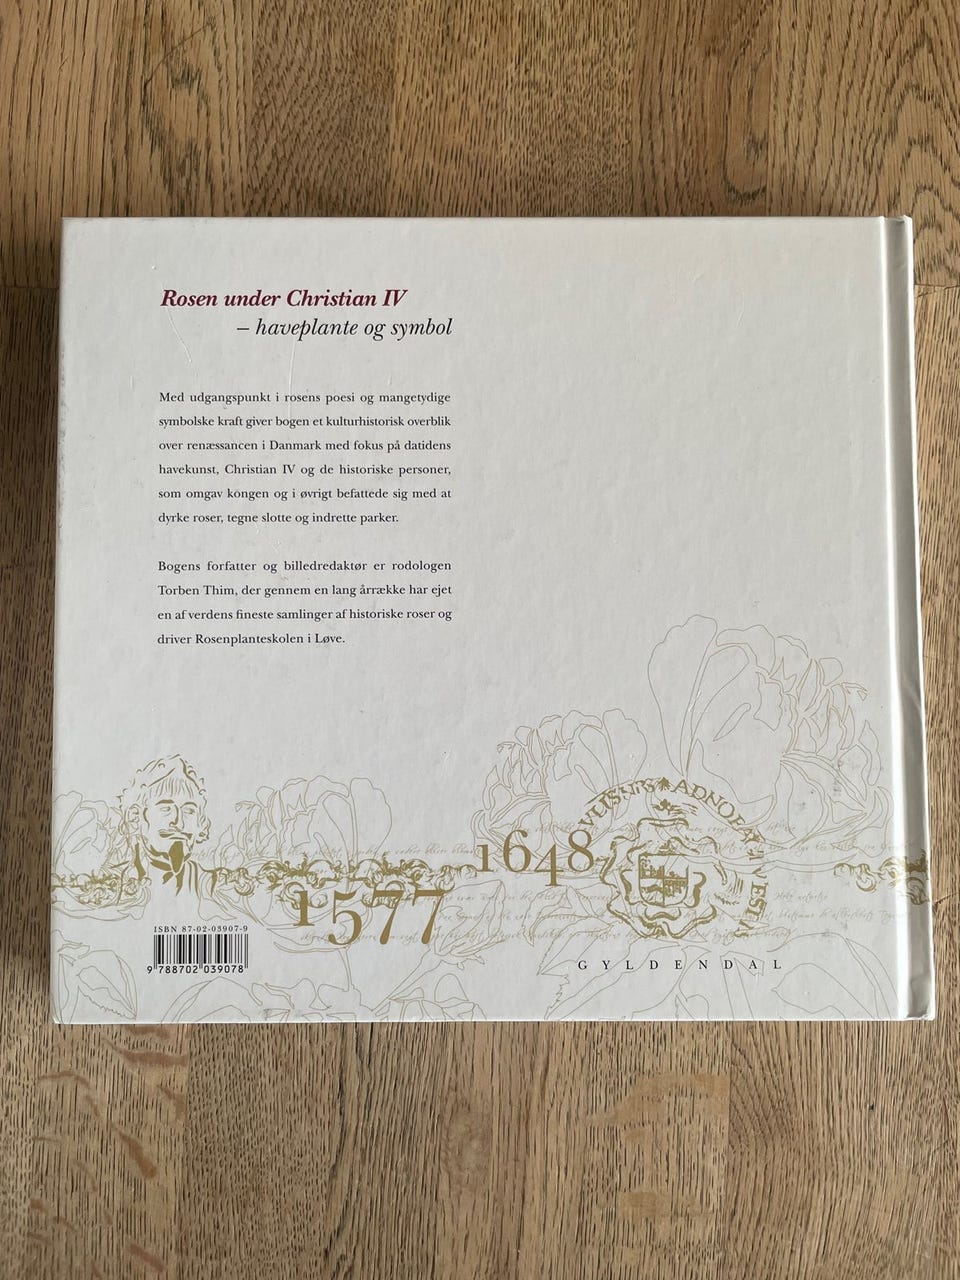 Rosen under Christian IV
– haveplante og symbol
Med udgangspunkt i rosens poesi og mangetydige
symbolske kraft giver bogen et kulturhistorisk overblik
over renæssancen i Danmark med fokus på datidens
havekunst, Christian IV og de historiske personer,
som omgav kongen og i øvrigt befattede sig med at
dyrke roser, tegne slotte og indrette parker.
Bogens forfatter og billedredaktør er rodologen
Torben Thim, der gennem en lang årrække har ejet
en af verdens fineste samlinger af historiske roser og
driver Rosenplanteskolen i Løve.
1648
1577
ISBN 87-02-03907-9
9 788702 039078
GYLDENDAL